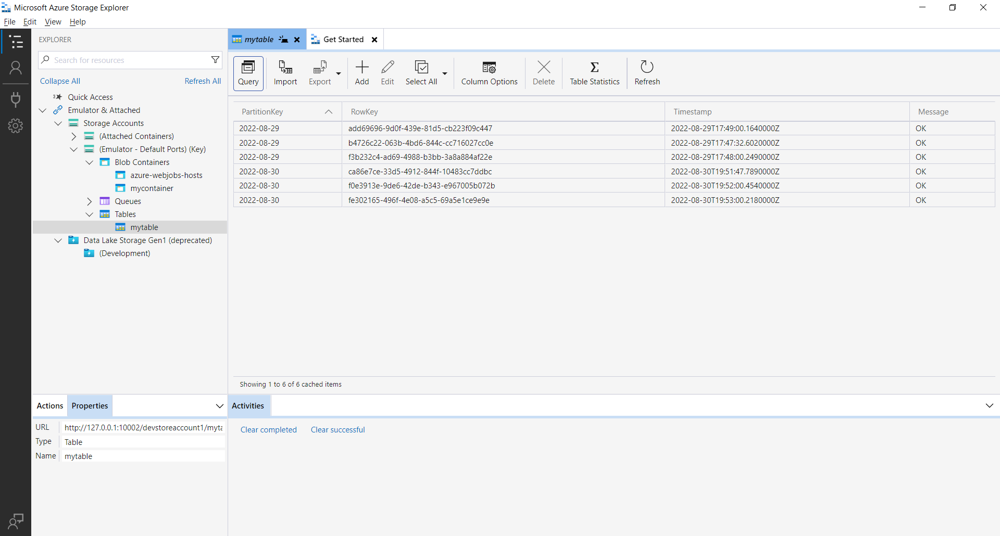 Microsoft Azure Storage Explorer
File Edit View Help
EXPLORER
Search for resources
Collapse All Refresh All
Quick Access
Emulator & Attached
Storage Accounts
(Attached Containers)
(Emulator - Default Ports) (Key)
Blob Containers
azure-webjobs-hosts
mycontainer
Queues
Tables
mytable
Data Lake Storage Gen1 (deprecated)
(Development)
Actions Properties
URL http://127.0.0.1:10002/devstoreaccount1/myta
Type Table
Name mytable
mytable Get Started
Query Import Export Add Edit Select All Column Options Delete Table Statistics Refresh
PartitionKey RowKey Timestamp Message
2022-08-29 add69696-9d0f-439e-81d5-cb223f09c447 2022-08-29T17:49:00.1640000Z OK
2022-08-29 b4726c22-063b-4bd6-844c-cc716027cc0e 2022-08-29T17:47:32.6020000Z OK
2022-08-29 f3b232c4-ad69-4988-b3bb-3a8a884af22e 2022-08-29T17:48:00.2490000Z OK
2022-08-30 ca86e7ce-33d5-4912-844f-10483cc7ddbc 2022-08-30T19:51:47.7890000Z OK
2022-08-30 f0e3913e-9de6-42de-b343-e967005b072b 2022-08-30T19:52:00.4540000Z OK
2022-08-30 fe302165-496f-4e08-a5c5-69a5e1ce9e9e 2022-08-30T19:53:00.2180000Z OK
Showing 1 to 6 of 6 cached items
Activities
Clear completed Clear successful